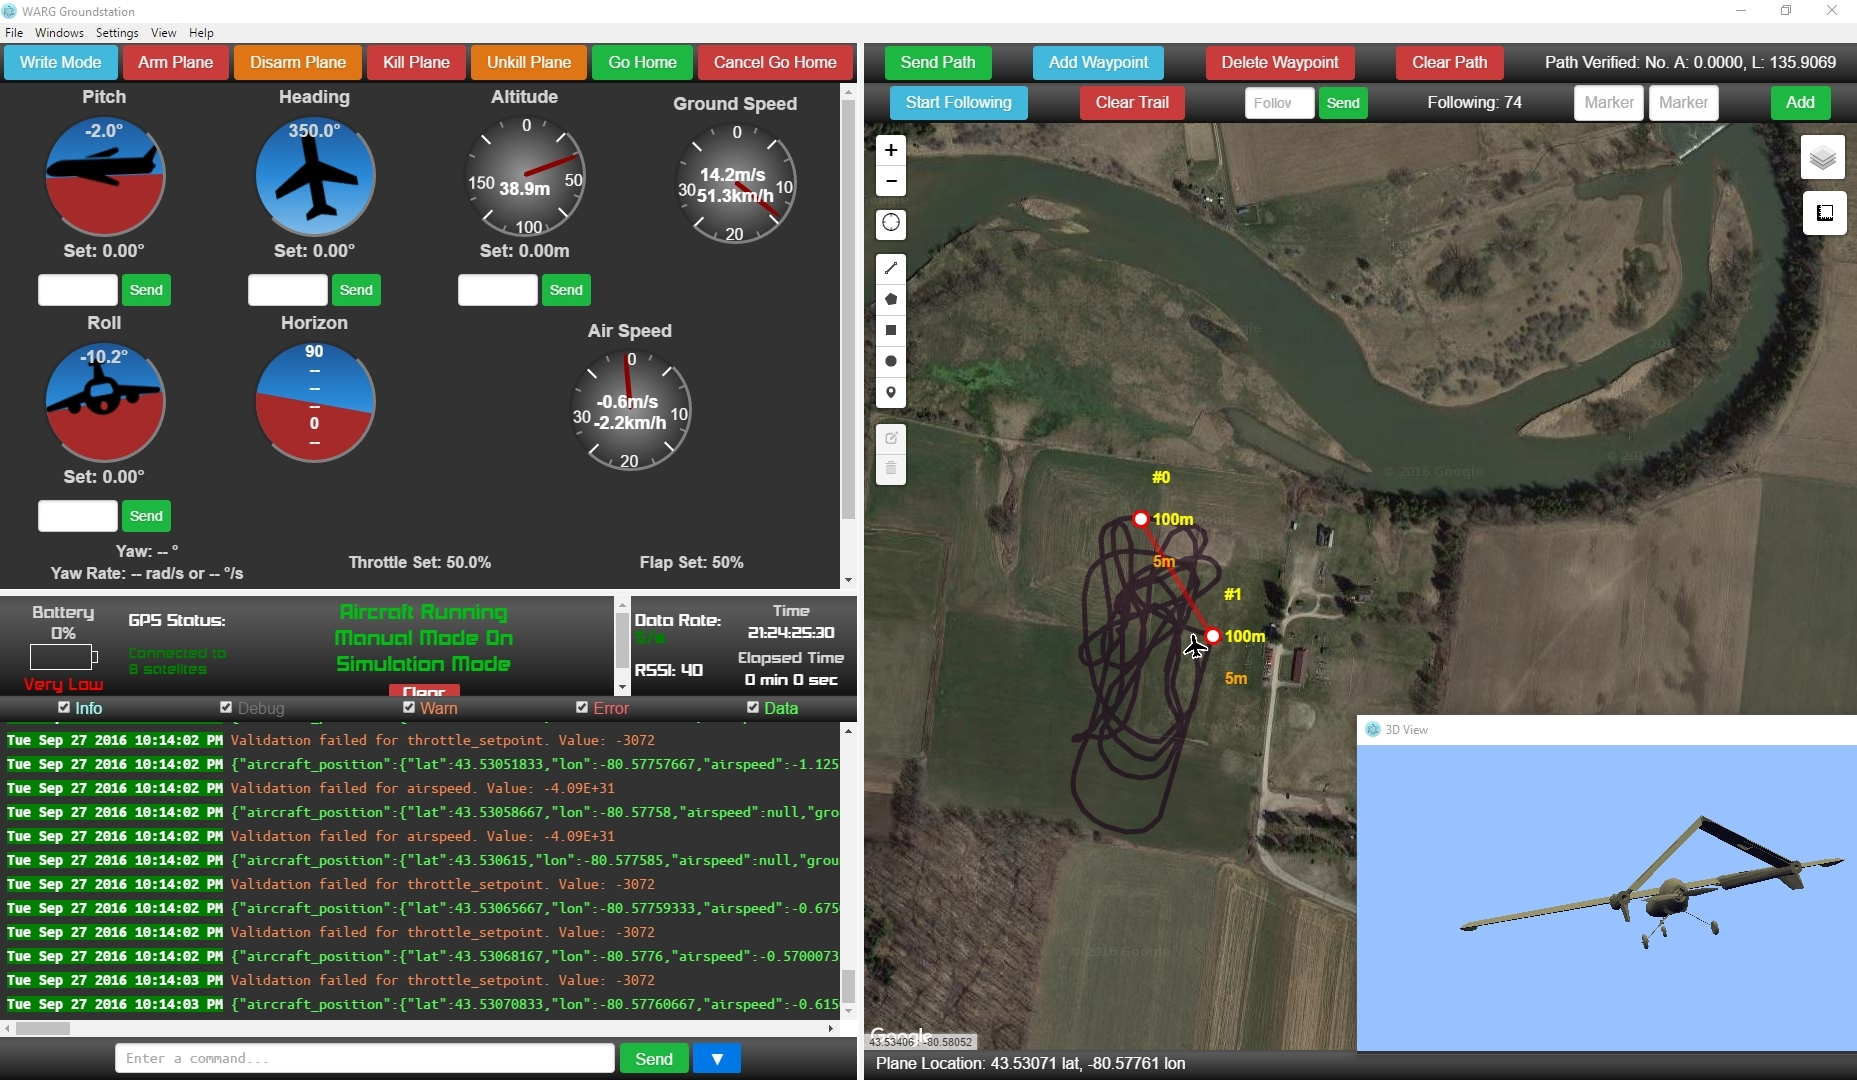 WARG Groundstation
File Windows Settings View Help
Write Mode Arm Plane Disarm Plane Kill Plane Unkill Plane Go Home Cancel Go Home
Send Path Add Waypoint Delete Waypoint Clear Path Path Verified: No. A: 0.0000, L: 135.9069
Start Following Clear Trail Follov Send Following: 74 Marker Marker Add
Pitch Heading Altitude Ground Speed
-2.0° 350.0° 0 50 100 150 38.9m
0 10 20 30 14.2m/s 51.3km/h
Set: 0.00° Set: 0.00° Set: 0.00m
Send Send Send
Roll Horizon Air Speed
-10.2° 90 -- -- -- 0 --
0 10 20 30 -0.6m/s -2.2km/h
Set: 0.00°
Send
Yaw: -- °
Yaw Rate: -- rad/s or -- °/s
Throttle Set: 50.0% Flap Set: 50%
Battery
0%
Very Low
GPS Status:
Connected to
8 satelites
Aircraft Running
Manual Mode On
Simulation Mode
Clear
Data Rate:
RSSI: 40
Time
21:24:25:30
Elapsed Time
0 min 0 sec
Info Debug Warn Error Data
Tue Sep 27 2016 10:14:02 PM Validation failed for throttle_setpoint. Value: -3072
Tue Sep 27 2016 10:14:02 PM {"aircraft_position":{"lat":43.53051833,"lon":-80.57757667,"airspeed":-1.125
Tue Sep 27 2016 10:14:02 PM Validation failed for airspeed. Value: -4.09E+31
Tue Sep 27 2016 10:14:02 PM {"aircraft_position":{"lat":43.53058667,"lon":-80.57758,"airspeed":null,"gro
Tue Sep 27 2016 10:14:02 PM Validation failed for airspeed. Value: -4.09E+31
Tue Sep 27 2016 10:14:02 PM {"aircraft_position":{"lat":43.530615,"lon":-80.577585,"airspeed":null,"grou
Tue Sep 27 2016 10:14:02 PM Validation failed for throttle_setpoint. Value: -3072
Tue Sep 27 2016 10:14:02 PM {"aircraft_position":{"lat":43.53065667,"lon":-80.57759333,"airspeed":-0.675
Tue Sep 27 2016 10:14:02 PM Validation failed for throttle_setpoint. Value: -3072
Tue Sep 27 2016 10:14:02 PM {"aircraft_position":{"lat":43.53068167,"lon":-80.5776,"airspeed":-0.5700073
Tue Sep 27 2016 10:14:03 PM Validation failed for throttle_setpoint. Value: -3072
Tue Sep 27 2016 10:14:03 PM {"aircraft_position":{"lat":43.53070833,"lon":-80.57760667,"airspeed":-0.615
Enter a command... Send ▼
+
−
#0
100m
5m
#1
100m
5m
©2016 Google
3D View
Google
43.53406 : -80.58052
Plane Location: 43.53071 lat, -80.57761 lon